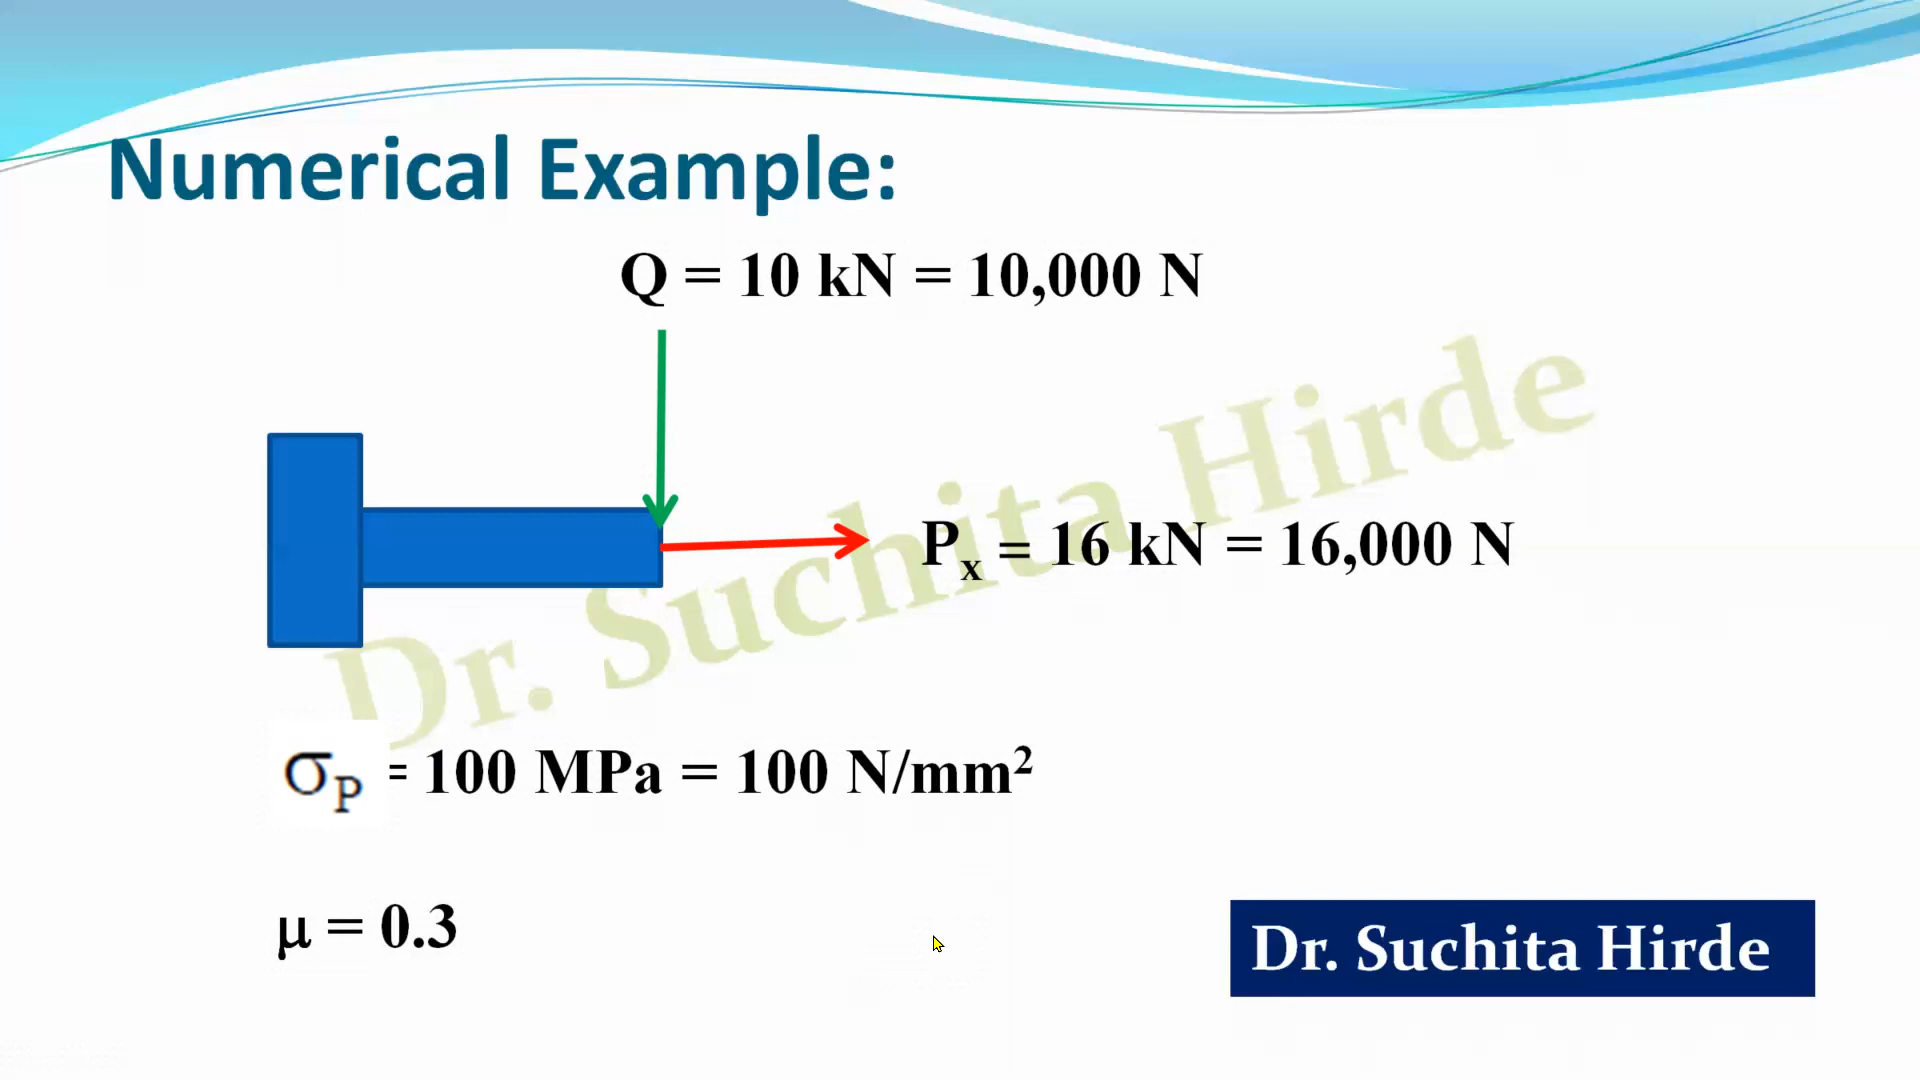 Numerical Example:
Q = 10 kN = 10,000 N
Pₓ = 16 kN = 16,000 N
Dr. Suchita Hirde
σ_P = 100 MPa = 100 N/mm²
μ = 0.3
Dr. Suchita Hirde